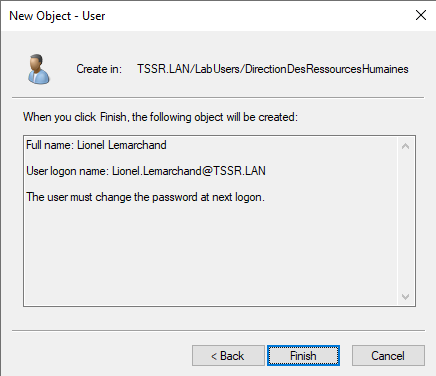 New Object - User
Create in: TSSR.LAN/LabUsers/DirectionDesRessourcesHumaines
When you click Finish, the following object will be created:
Full name: Lionel Lemarchand
User logon name: Lionel.Lemarchand@TSSR.LAN
The user must change the password at next logon.
< Back Finish Cancel